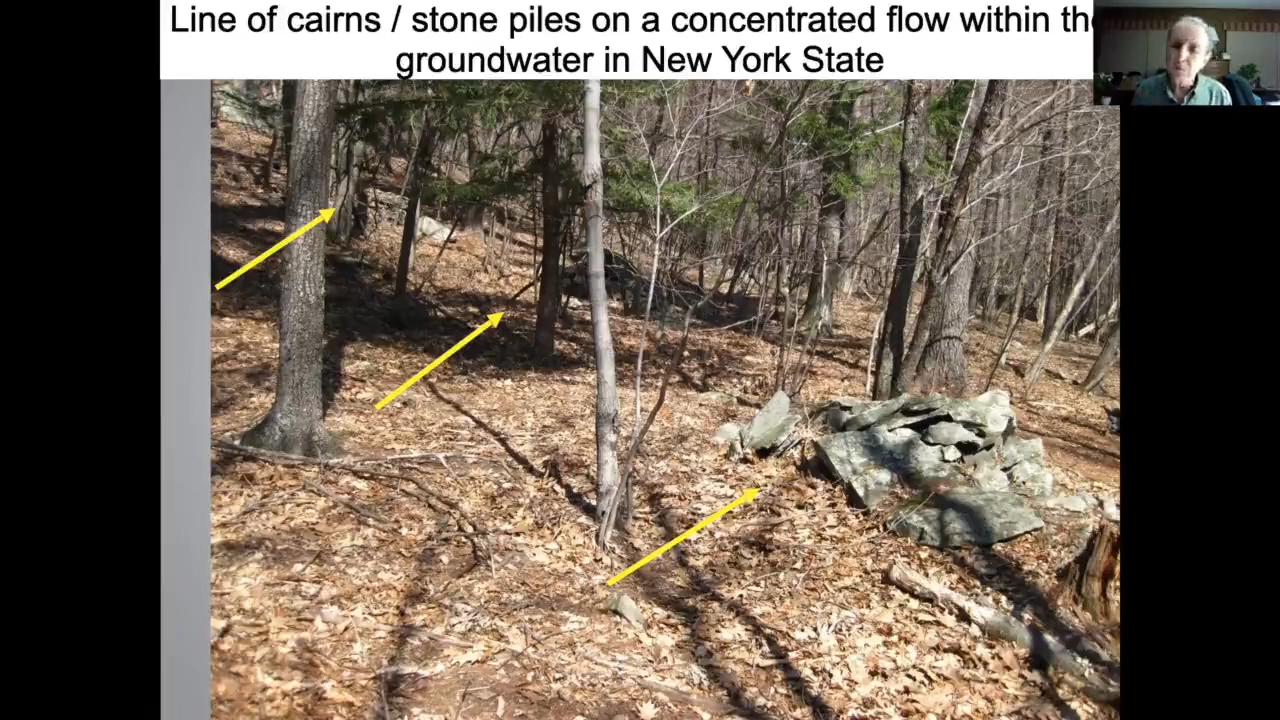 Line of cairns / stone piles on a concentrated flow within the
groundwater in New York State